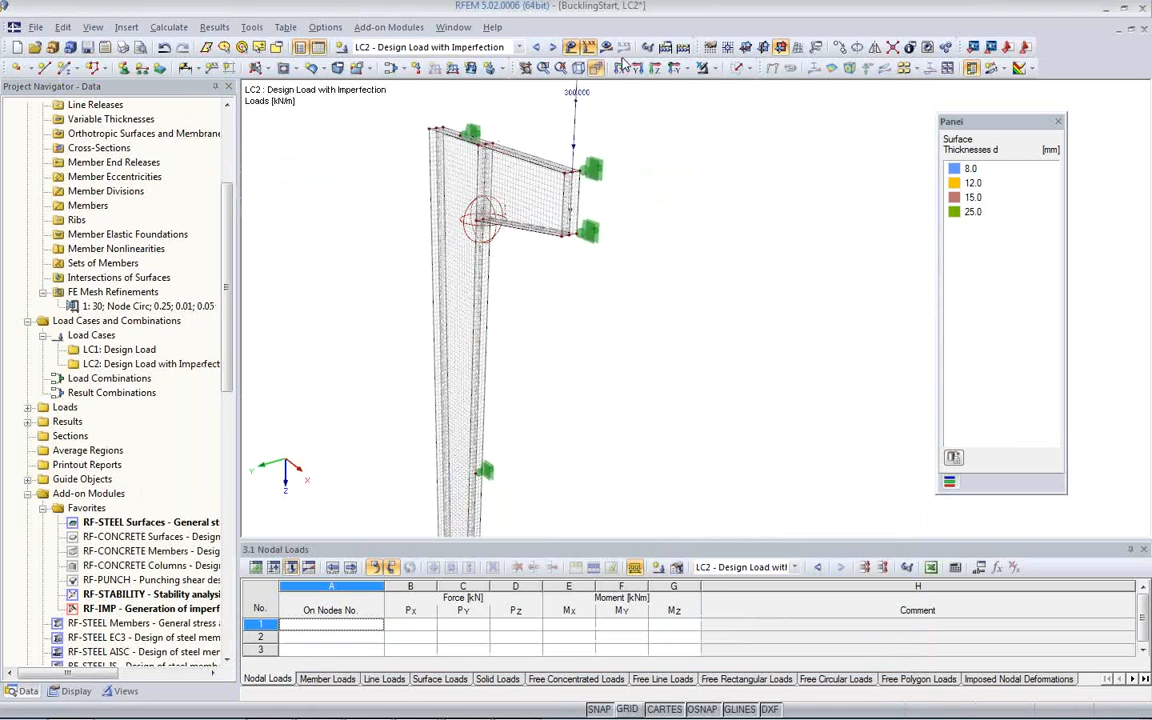 RFEM 5.02.0006 (64bit) - [BucklingStart, LC2*]
File Edit View Insert Calculate Results Tools Table Options Add-on Modules Window Help
LC2 - Design Load with Imperfection
Project Navigator - Data
Line Releases
Variable Thicknesses
Orthotropic Surfaces and Membrane
Cross-Sections
Member End Releases
Member Eccentricities
Member Divisions
Members
Ribs
Member Elastic Foundations
Member Nonlinearities
Sets of Members
Intersections of Surfaces
FE Mesh Refinements
1: 30; Node Circ; 0.25; 0.01; 0.05
Load Cases and Combinations
Load Cases
LC1: Design Load
LC2: Design Load with Imperfect
Load Combinations
Result Combinations
Loads
Results
Sections
Average Regions
Printout Reports
Guide Objects
Add-on Modules
Favorites
RF-STEEL Surfaces - General st
RF-CONCRETE Surfaces - Desig
RF-CONCRETE Members - Desig
RF-CONCRETE Columns - Design
RF-PUNCH - Punching shear des
RF-STABILITY - Stability analysi
RF-IMP - Generation of imperf
RF-STEEL Members - General stress
RF-STEEL EC3 - Design of steel mem
RF-STEEL AISC - Design of steel mem
RF-STEEL IS - Design of steel membe
Data Display Views
LC2 : Design Load with Imperfection
Loads [kN/m]
300.000
Y
X
Z
Panel
Surface
Thicknesses d [mm]
8.0
12.0
15.0
25.0
3.1 Nodal Loads
LC2 - Design Load with
A B C D E F G H
No. Force [kN] Moment [kNm]
On Nodes No. PX PY PZ MX MY MZ Comment
1
2
3
Nodal Loads Member Loads Line Loads Surface Loads Solid Loads Free Concentrated Loads Free Line Loads Free Rectangular Loads Free Circular Loads Free Polygon Loads Imposed Nodal Deformations
SNAP GRID CARTES OSNAP GLINES DXF